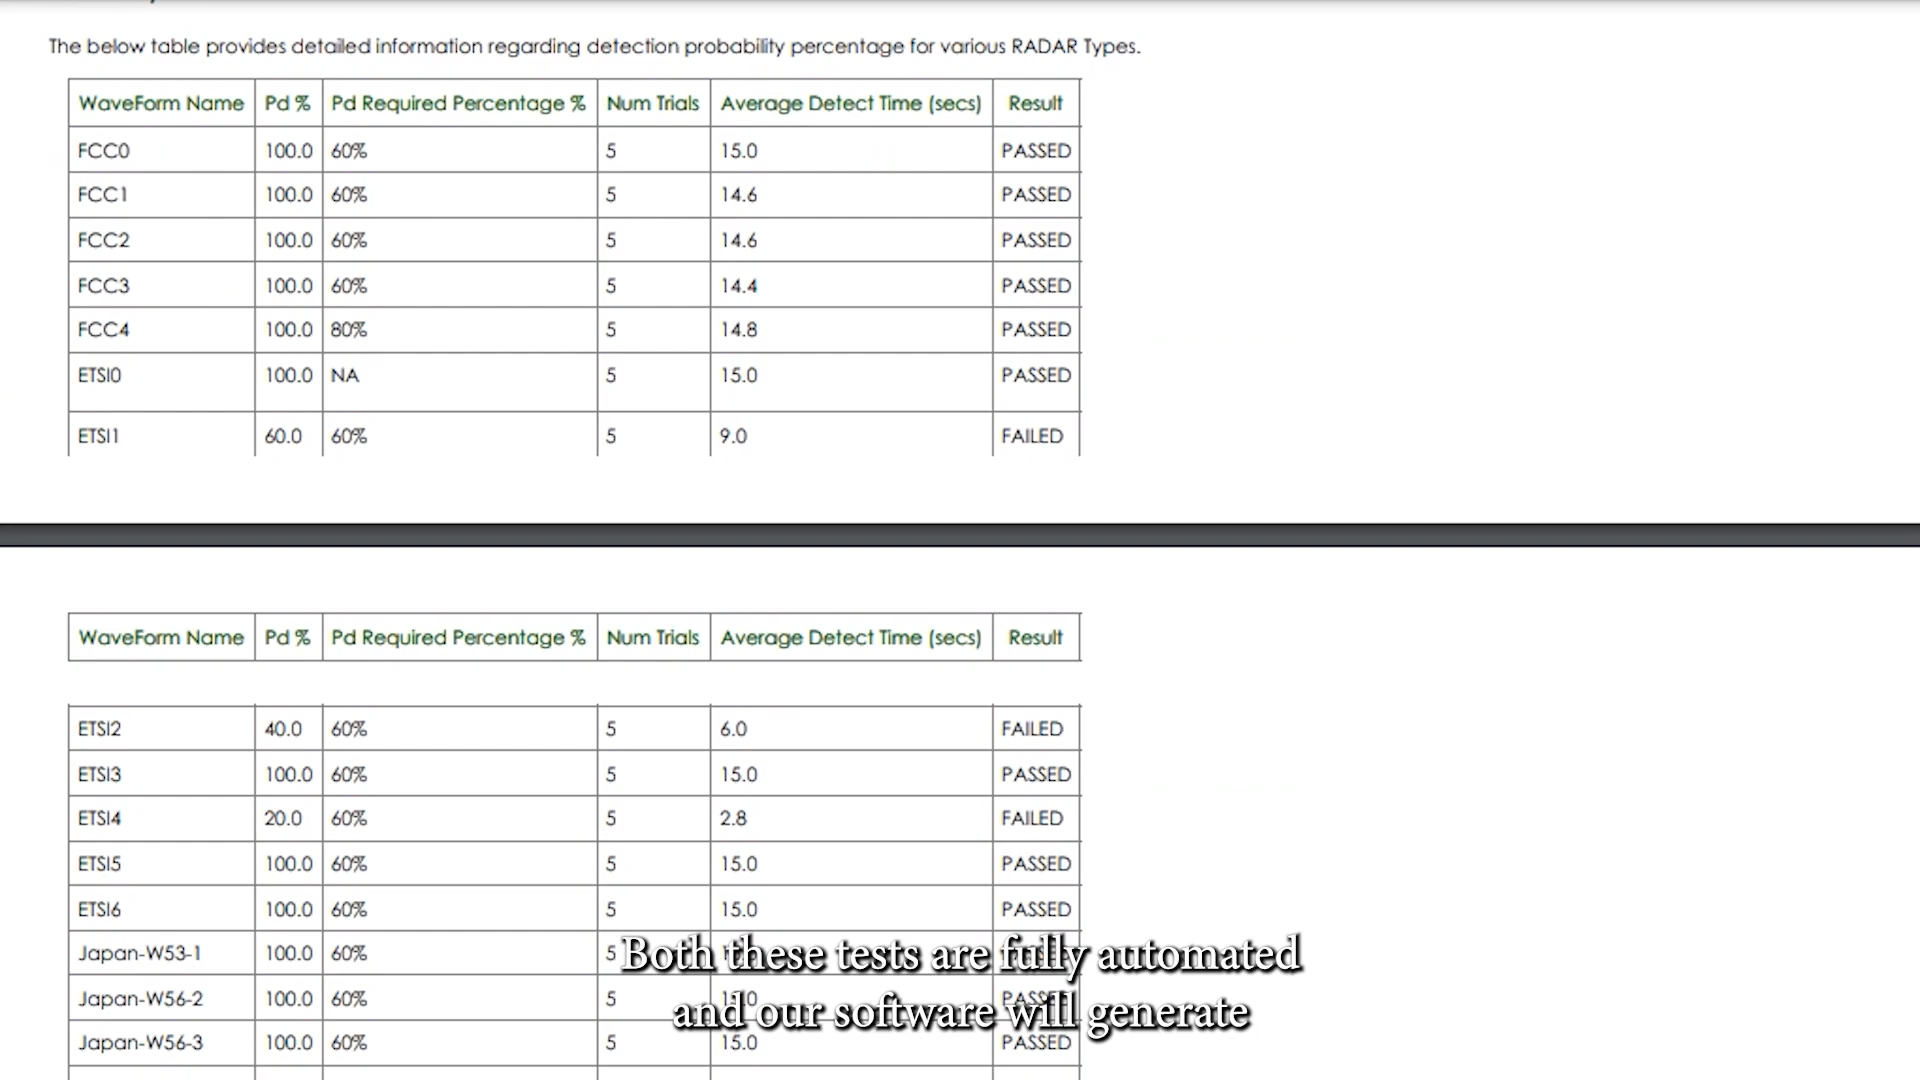 The below table provides detailed information regarding detection probability percentage for various RADAR Types.
WaveForm Name Pd % Pd Required Percentage % Num Trials Average Detect Time (secs) Result
FCC0 100.0 60% 5 15.0 PASSED
FCC1 100.0 60% 5 14.6 PASSED
FCC2 100.0 60% 5 14.6 PASSED
FCC3 100.0 60% 5 14.4 PASSED
FCC4 100.0 80% 5 14.8 PASSED
ETSI0 100.0 NA 5 15.0 PASSED
ETSI1 60.0 60% 5 9.0 FAILED
WaveForm Name Pd % Pd Required Percentage % Num Trials Average Detect Time (secs) Result
ETSI2 40.0 60% 5 6.0 FAILED
ETSI3 100.0 60% 5 15.0 PASSED
ETSI4 20.0 60% 5 2.8 FAILED
ETSI5 100.0 60% 5 15.0 PASSED
ETSI6 100.0 60% 5 15.0 PASSED
Japan-W53-1 100.0 60% 5
Both these tests are fully automated
Japan-W56-2 100.0 60% 5
and our software will generate
Japan-W56-3 100.0 60% 5 15.0 PASSED